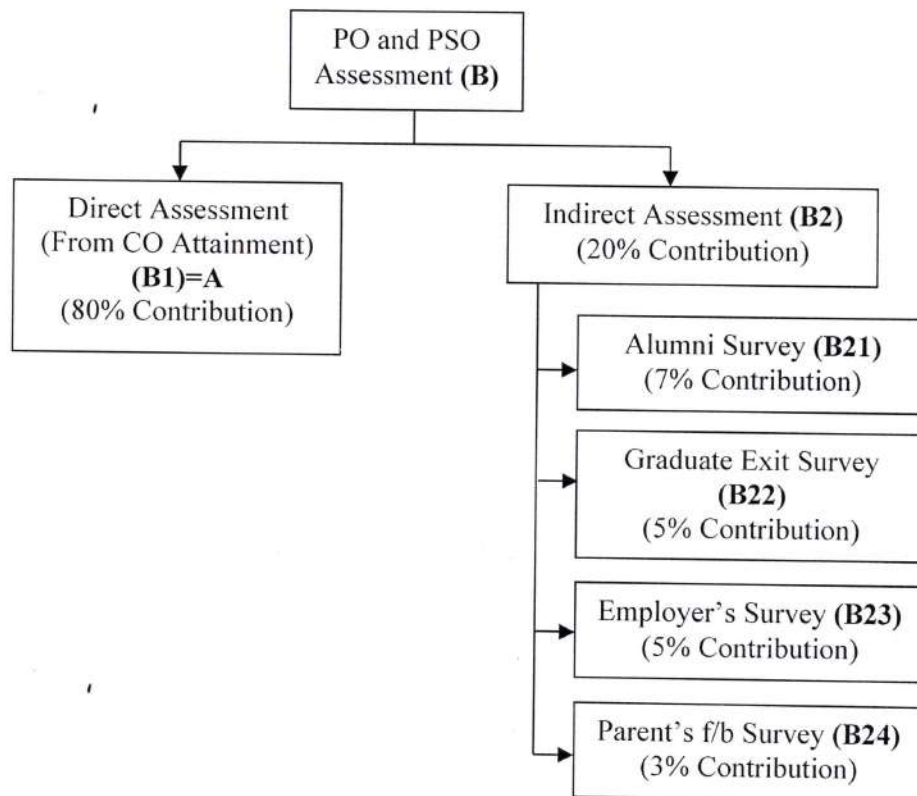 PO and PSO
Assessment (B)
Direct Assessment
(From CO Attainment)
(B1)=A
(80% Contribution)
Indirect Assessment (B2)
(20% Contribution)
Alumni Survey (B21)
(7% Contribution)
Graduate Exit Survey
(B22)
(5% Contribution)
Employer’s Survey (B23)
(5% Contribution)
Parent’s f/b Survey (B24)
(3% Contribution)